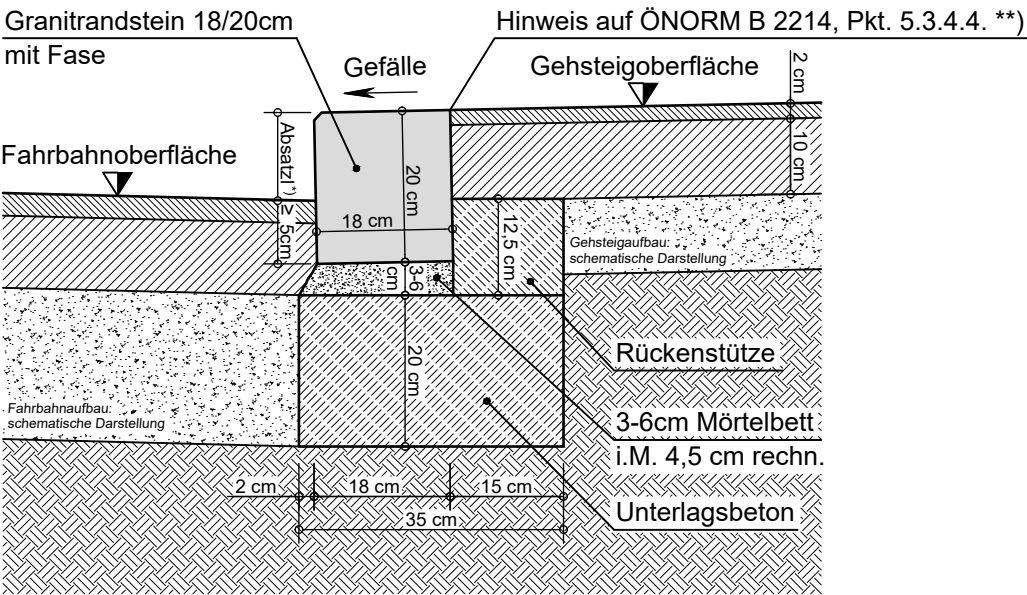 Granitrandstein 18/20cm
mit Fase
Hinweis auf ÖNORM B 2214, Pkt. 5.3.4.4. **)
Gefälle
Gehsteigoberfläche
2 cm
10 cm
Fahrbahnoberfläche
Absatz!*)
≥ 5cm
20 cm
18 cm
12,5 cm
3-6
cm
Gehsteigaufbau:
schematische Darstellung
20 cm
Rückenstütze
Fahrbahnaufbau:
schematische Darstellung
3-6cm Mörtelbett
i.M. 4,5 cm rechn.
2 cm
18 cm
15 cm
35 cm
Unterlagsbeton